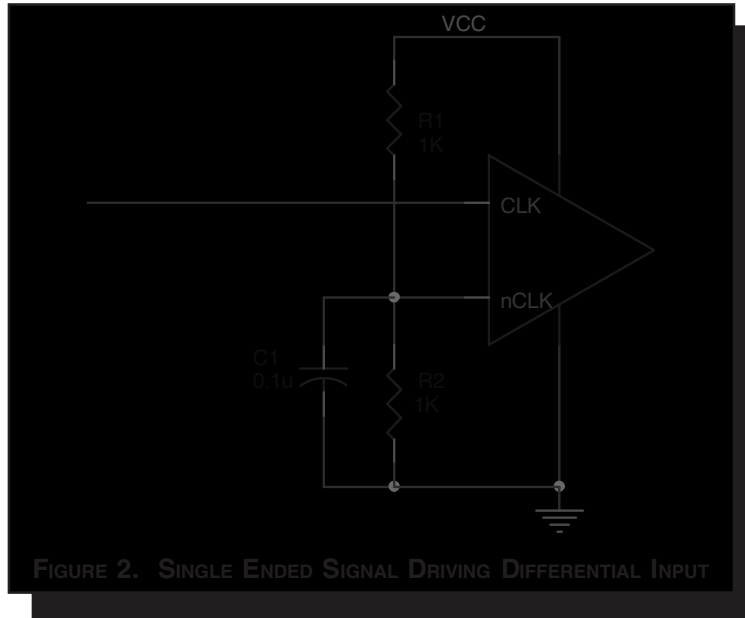 VCC
R1
1K
CLK
nCLK
C1
0.1u
R2
1K
FIGURE 2. SINGLE ENDED SIGNAL DRIVING DIFFERENTIAL INPUT